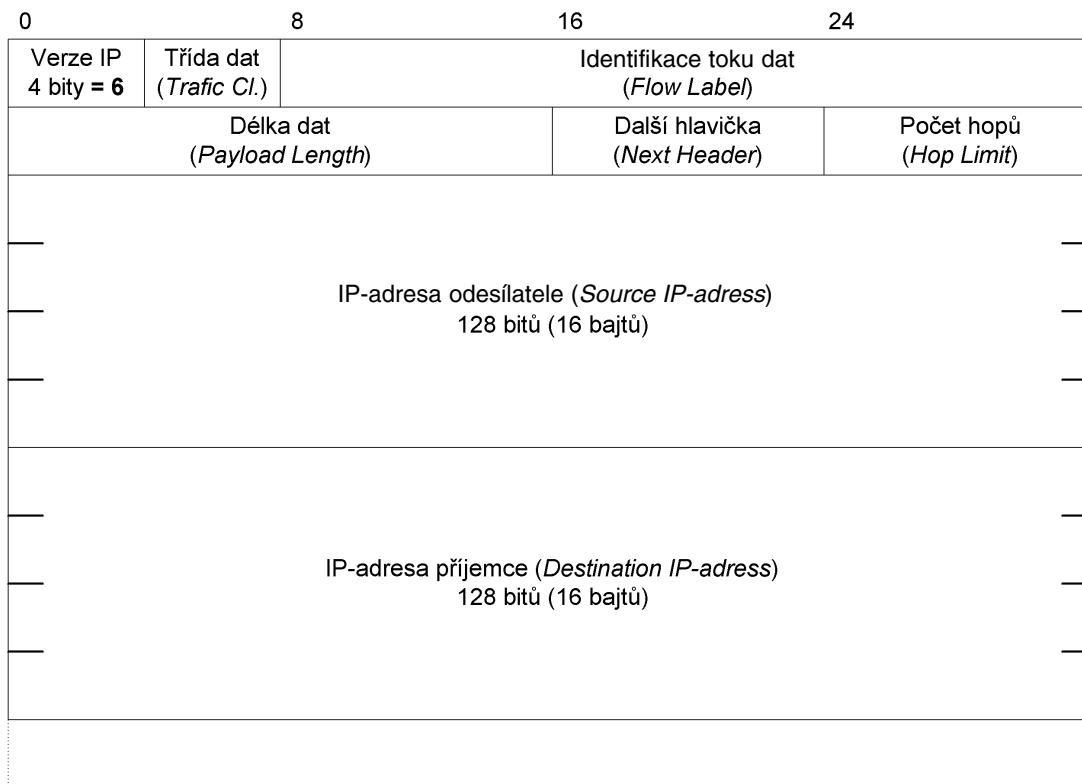 0 8 16 24
Verze IP
4 bity = 6
Třída dat
(Trafic Cl.)
Identifikace toku dat
(Flow Label)
Délka dat
(Payload Length)
Další hlavička
(Next Header)
Počet hopů
(Hop Limit)
IP-adresa odesílatele (Source IP-adress)
128 bitů (16 bajtů)
IP-adresa příjemce (Destination IP-adress)
128 bitů (16 bajtů)